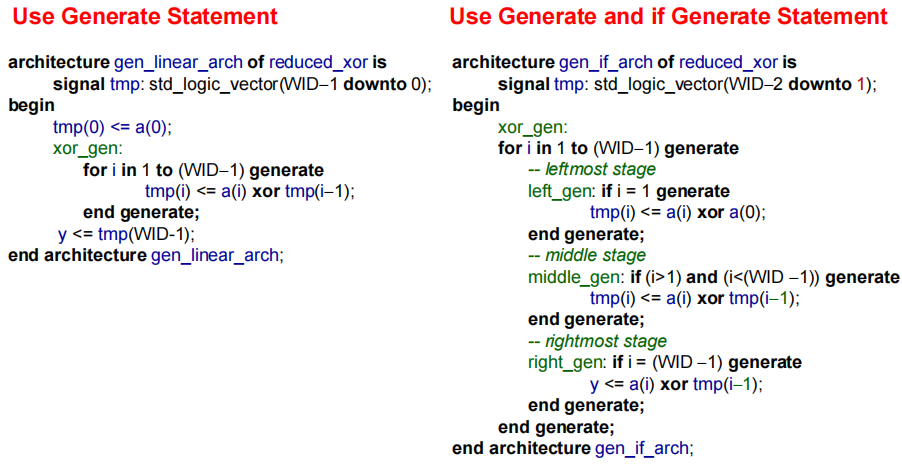 Use Generate Statement
architecture gen_linear_arch of reduced_xor is
signal tmp: std_logic_vector(WID−1 downto 0);
begin
tmp(0) <= a(0);
xor_gen:
for i in 1 to (WID−1) generate
tmp(i) <= a(i) xor tmp(i−1);
end generate;
y <= tmp(WID-1);
end architecture gen_linear_arch;
Use Generate and if Generate Statement
architecture gen_if_arch of reduced_xor is
signal tmp: std_logic_vector(WID−2 downto 1);
begin
xor_gen:
for i in 1 to (WID−1) generate
-- leftmost stage
left_gen: if i = 1 generate
tmp(i) <= a(i) xor a(0);
end generate;
-- middle stage
middle_gen: if (i>1) and (i<(WID −1)) generate
tmp(i) <= a(i) xor tmp(i−1);
end generate;
-- rightmost stage
right_gen: if i = (WID −1) generate
y <= a(i) xor tmp(i−1);
end generate;
end generate;
end architecture gen_if_arch;